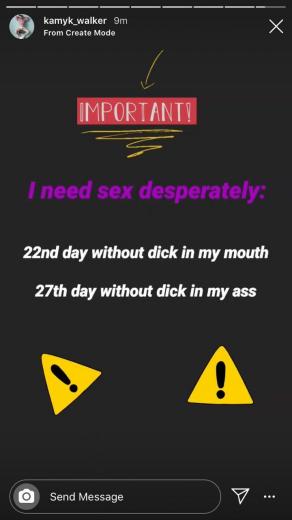 kamyk_walker 9m
From Create Mode
IMPORTANT!
I need sex desperately:
22nd day without dick in my mouth
27th day without dick in my ass
Send Message